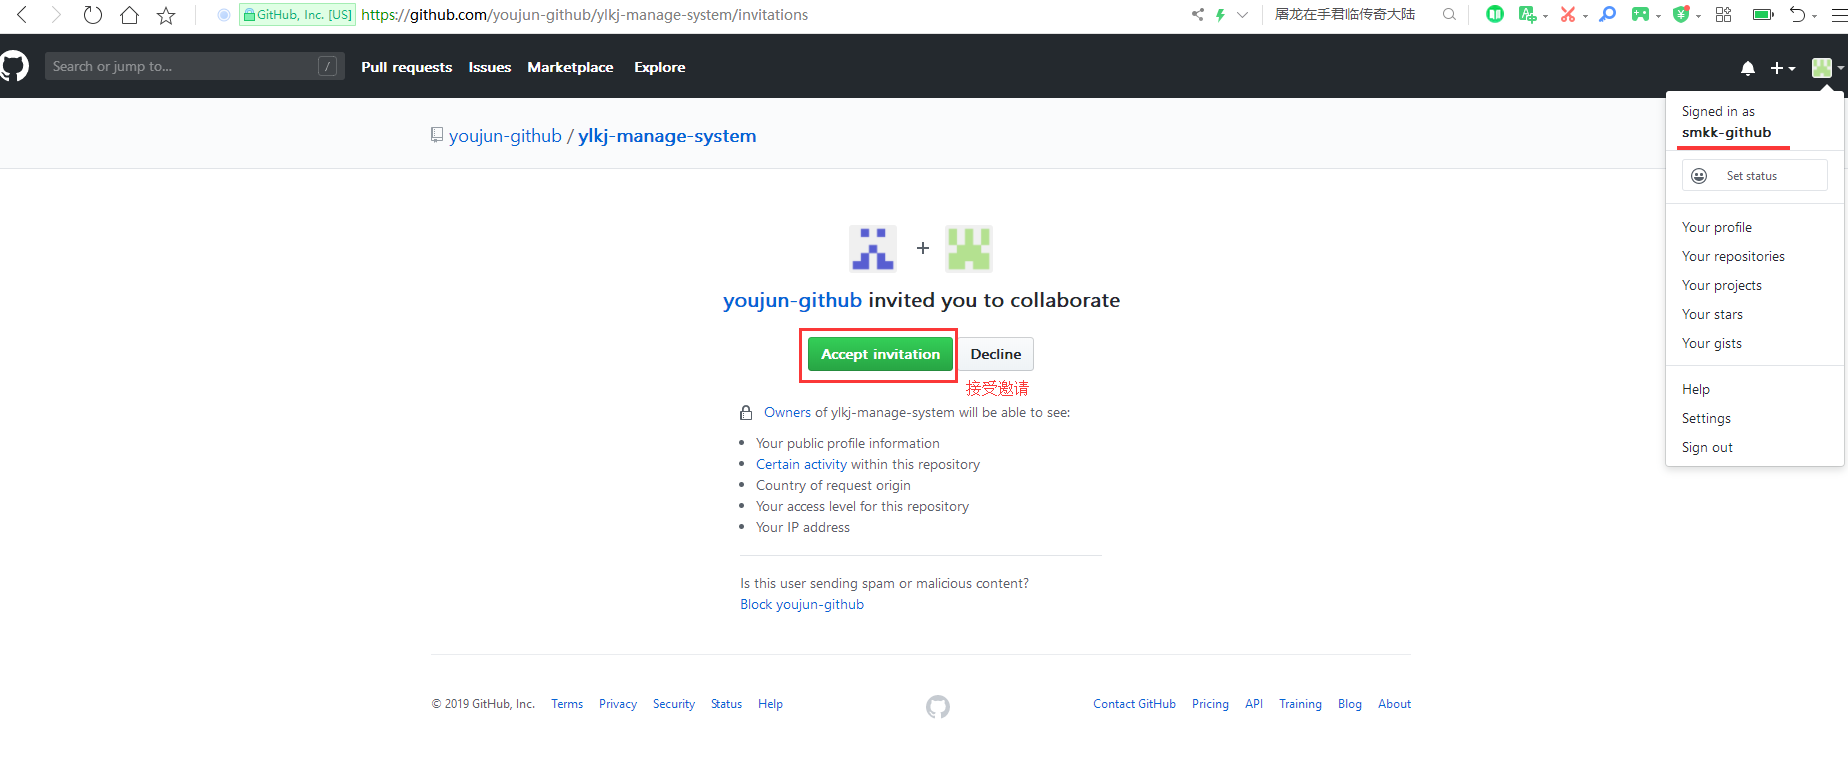 GitHub, Inc. [US] https://github.com/youjun-github/ylkj-manage-system/invitations 屠龙在手君临传奇大陆
Search or jump to... / Pull requests Issues Marketplace Explore
Signed in as
smkk-github
Set status
Your profile
Your repositories
Your projects
Your stars
Your gists
Help
Settings
Sign out
youjun-github / ylkj-manage-system
+
youjun-github invited you to collaborate
Accept invitation Decline
接受邀请
Owners of ylkj-manage-system will be able to see:
• Your public profile information
• Certain activity within this repository
• Country of request origin
• Your access level for this repository
• Your IP address
Is this user sending spam or malicious content?
Block youjun-github
© 2019 GitHub, Inc. Terms Privacy Security Status Help Contact GitHub Pricing API Training Blog About